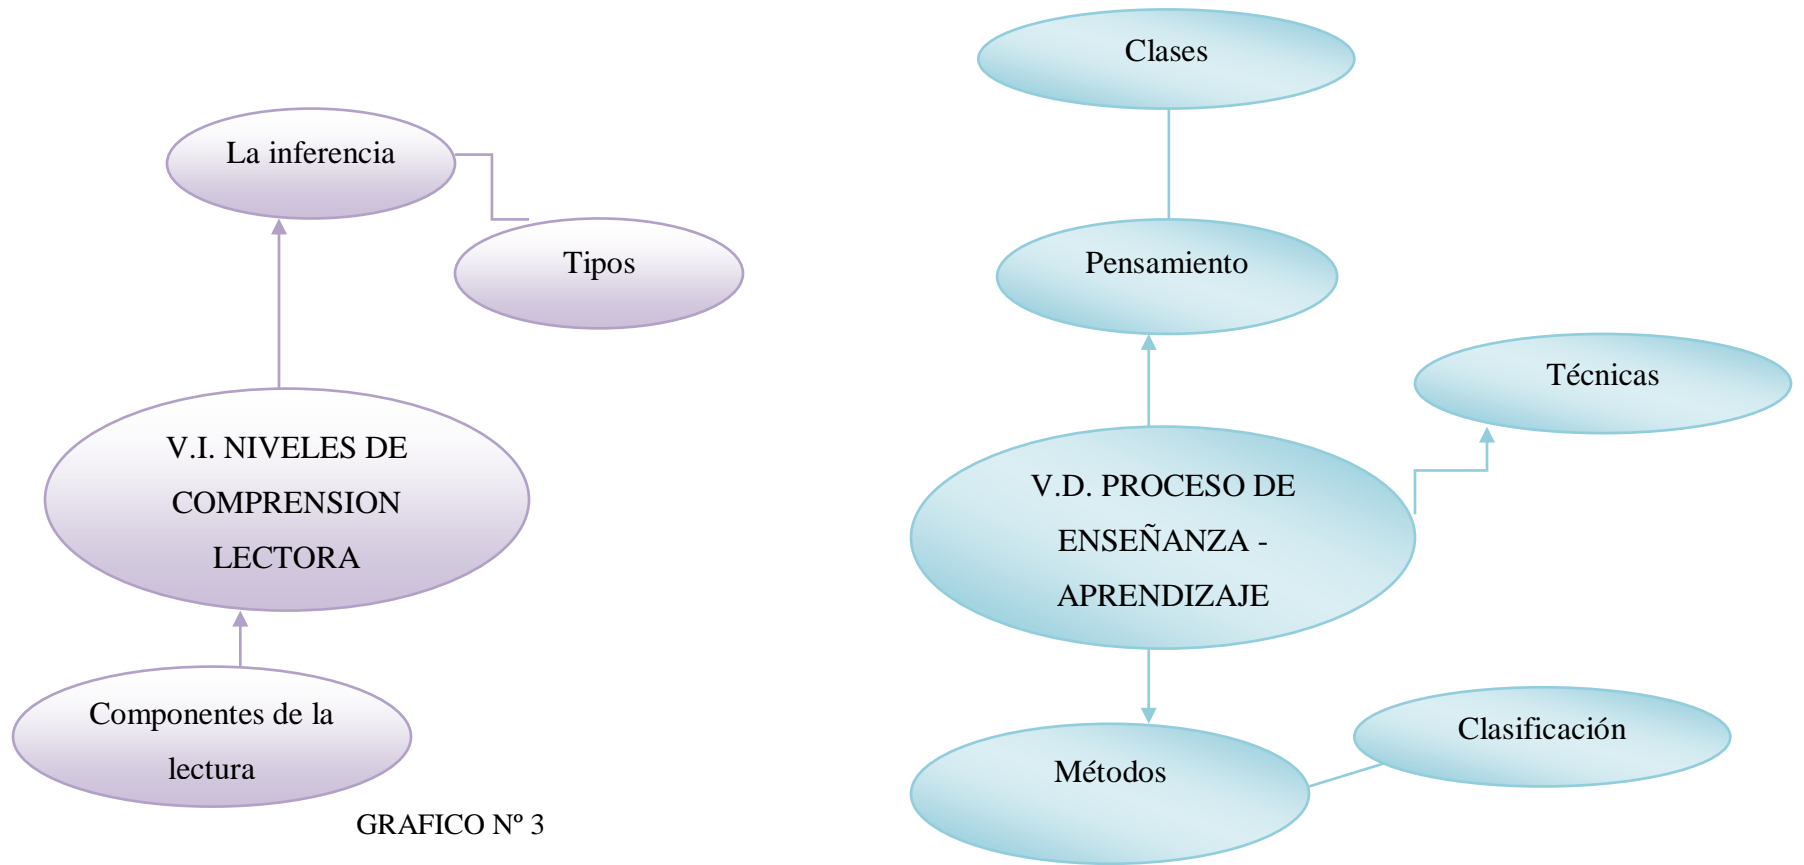 La inferencia
Tipos
V.I. NIVELES DE
COMPRENSION
LECTORA
Componentes de la
lectura
GRAFICO Nº 3
Clases
Pensamiento
Técnicas
V.D. PROCESO DE
ENSEÑANZA -
APRENDIZAJE
Métodos
Clasificación